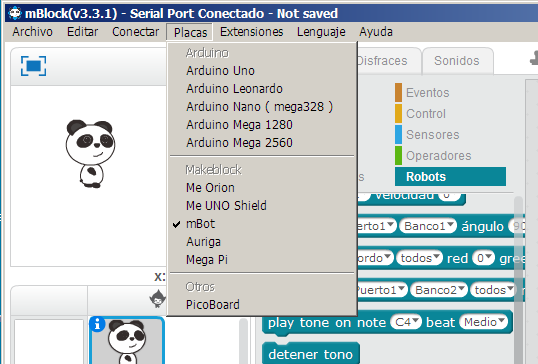 mBlock(v3.3.1) - Serial Port Conectado - Not saved
Archivo Editar Conectar Placas Extensiones Lenguaje Ayuda
Arduino
Arduino Uno
Arduino Leonardo
Arduino Nano ( mega328 )
Arduino Mega 1280
Arduino Mega 2560
Makeblock
Me Orion
Me UNO Shield
mBot
Auriga
Mega Pi
Otros
PicoBoard
x:
Disfraces Sonidos
Eventos
Control
Sensores
Operadores
Robots
velocidad 0
Banco1 ángulo 90
todos red 0 gree
Banco2 todos
play tone on note C4 beat Medio
detener tono